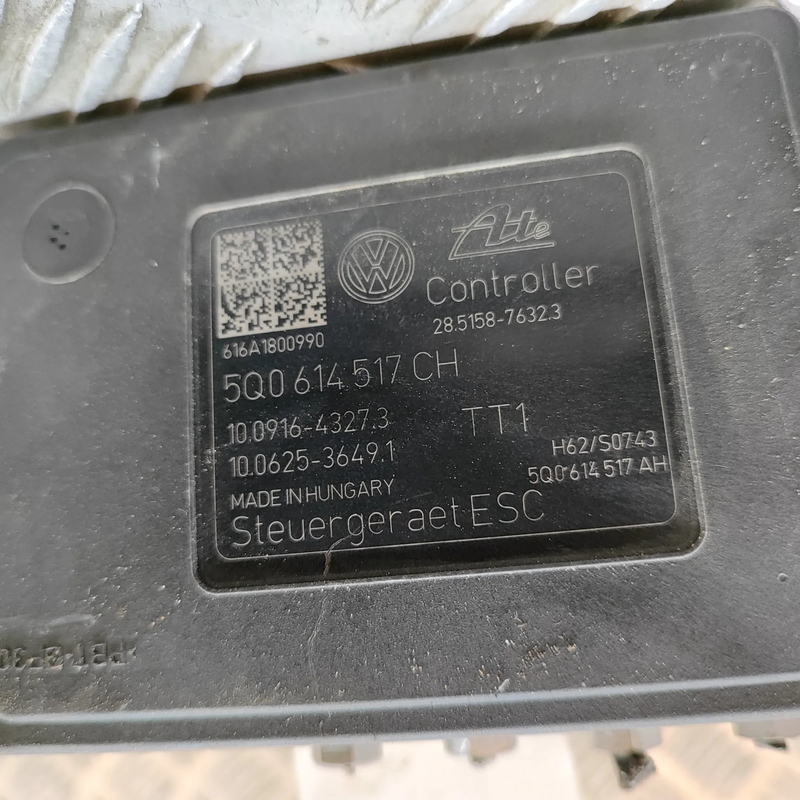 Ate
Controller
28.5158-7632.3
616A1800990
5Q0 614 517 CH
10.0916-4327.3
TT1
10.0625-3649.1
H62/S0743
5Q0 614 517 AH
MADE IN HUNGARY
Steuergeraet ESC